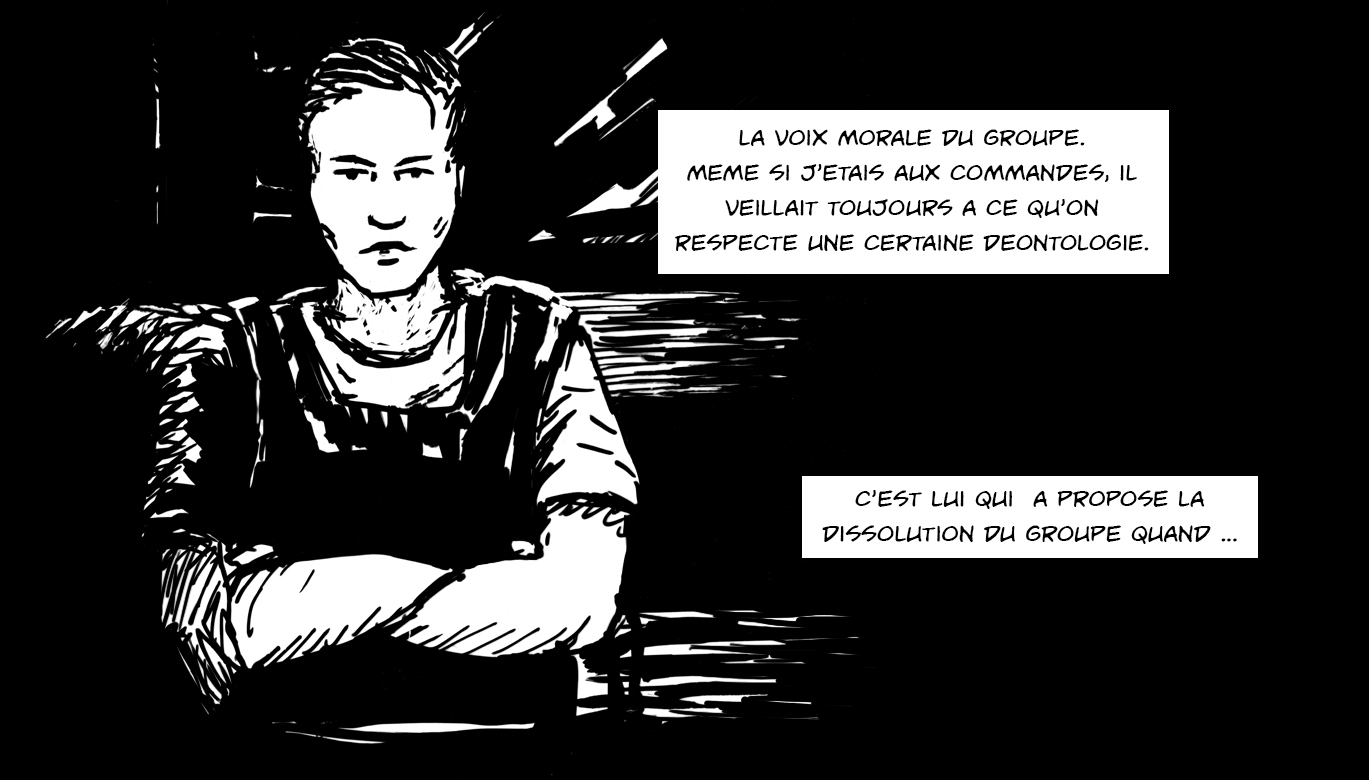 LA VOIX MORALE DU GROUPE.
MEME SI J'ETAIS AUX COMMANDES, IL
VEILLAIT TOUJOURS A CE QU'ON
RESPECTE UNE CERTAINE DEONTOLOGIE.
C'EST LUI QUI A PROPOSE LA
DISSOLUTION DU GROUPE QUAND ...